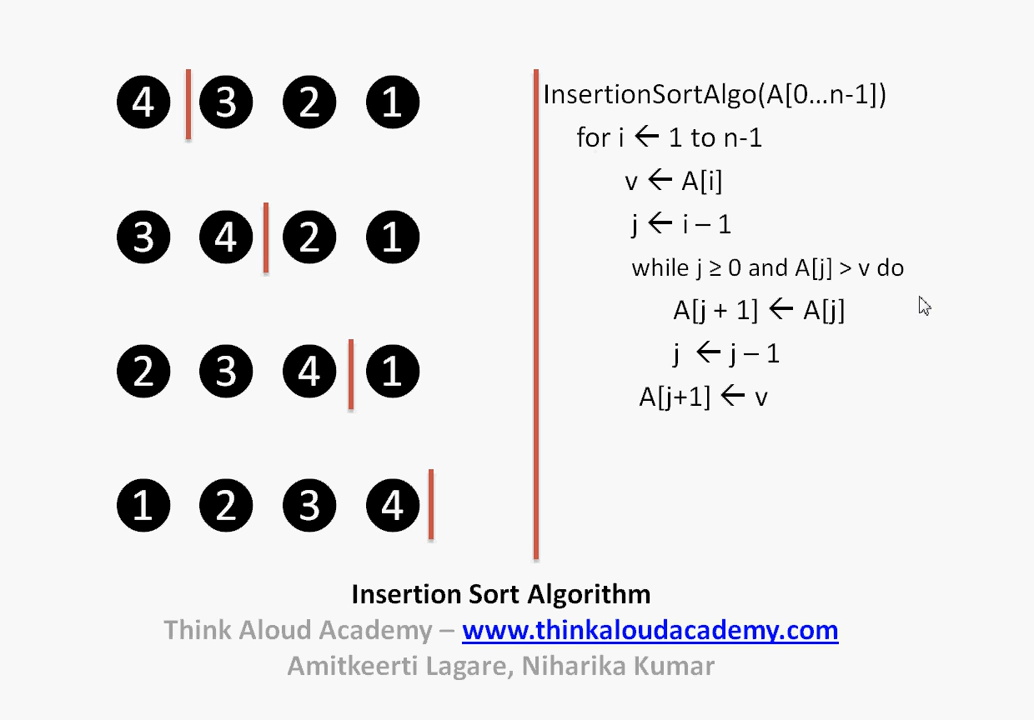 4 3 2 1
3 4 2 1
2 3 4 1
1 2 3 4
InsertionSortAlgo(A[0...n-1])
for i ← 1 to n-1
v ← A[i]
j ← i – 1
while j ≥ 0 and A[j] > v do
A[j + 1] ← A[j]
j ← j – 1
A[j+1] ← v
Insertion Sort Algorithm
Think Aloud Academy – www.thinkaloudacademy.com
Amitkeerti Lagare, Niharika Kumar